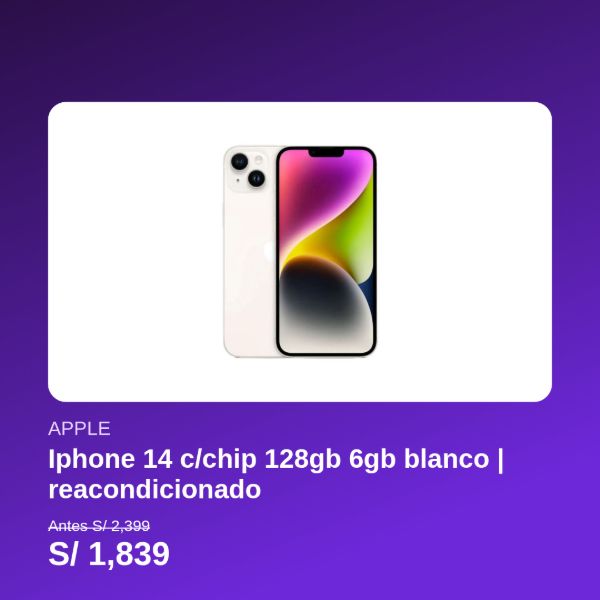 APPLE
Iphone 14 c/chip 128gb 6gb blanco |
reacondicionado
Antes S/ 2,399
S/ 1,839